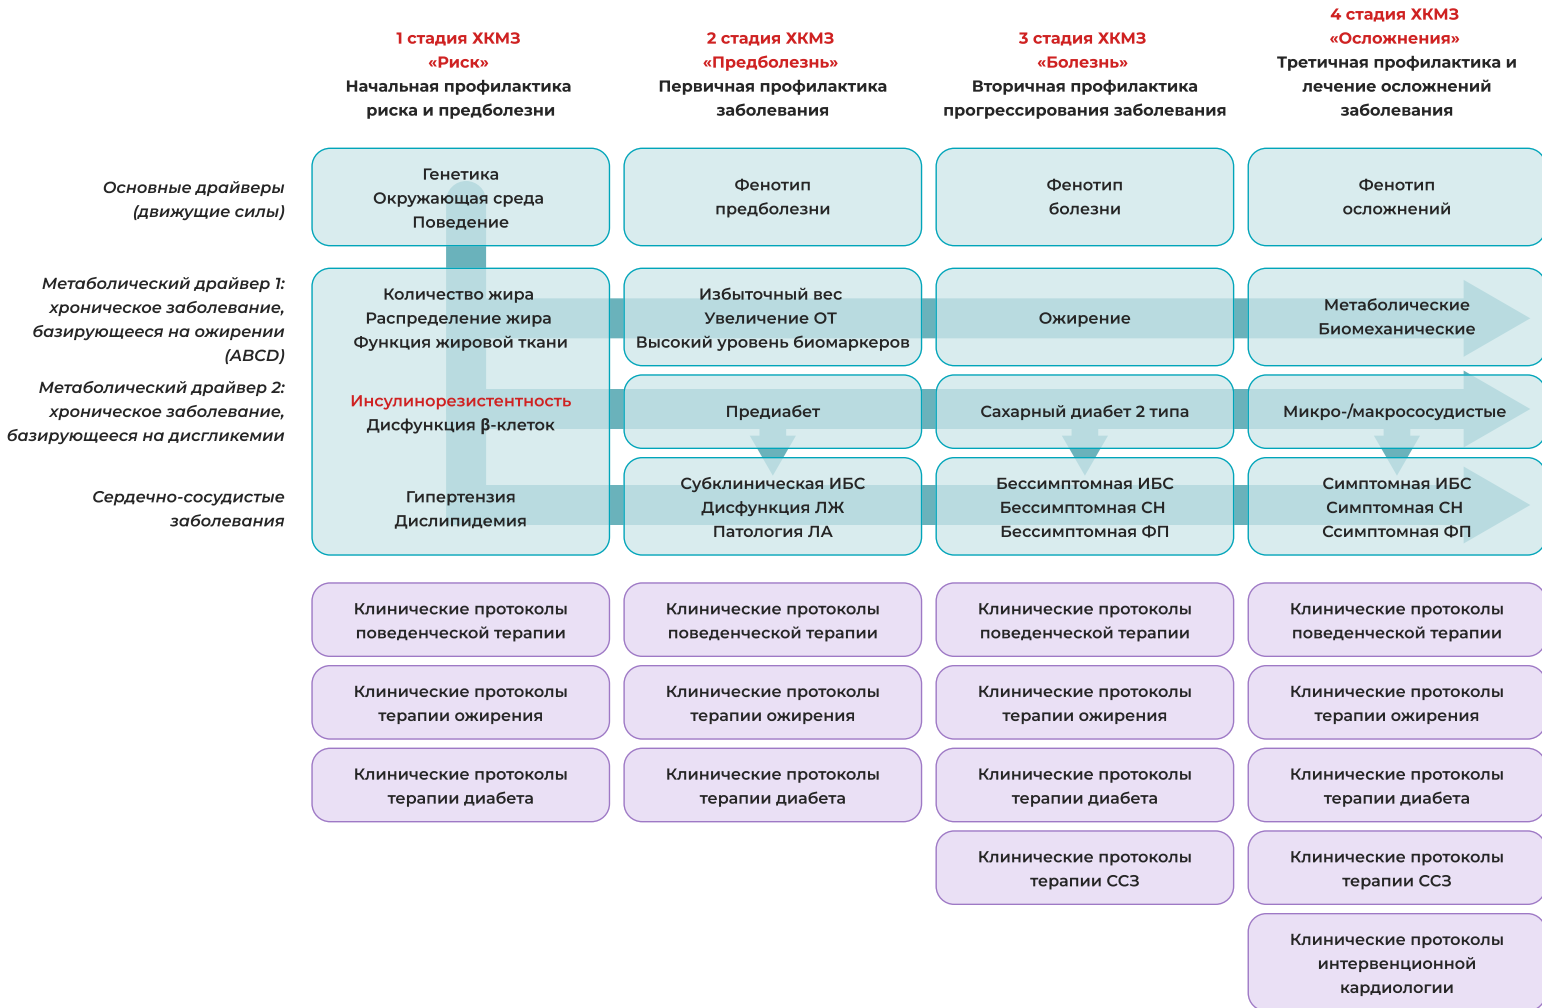 1 стадия ХКМЗ
«Риск»
Начальная профилактика
риска и предболезни
2 стадия ХКМЗ
«Предболезнь»
Первичная профилактика
заболевания
3 стадия ХКМЗ
«Болезнь»
Вторичная профилактика
прогрессирования заболевания
4 стадия ХКМЗ
«Осложнения»
Третичная профилактика и
лечение осложнений
заболевания
Основные драйверы
(движущие силы)
Генетика
Окружающая среда
Поведение
Фенотип
предболезни
Фенотип
болезни
Фенотип
осложнений
Метаболический драйвер 1:
хроническое заболевание,
базирующееся на ожирении
(ABCD)
Количество жира
Распределение жира
Функция жировой ткани
Избыточный вес
Увеличение ОТ
Высокий уровень биомаркеров
Ожирение
Метаболические
Биомеханические
Метаболический драйвер 2:
хроническое заболевание,
базирующееся на дисгликемии
Инсулинорезистентность
Дисфункция β-клеток
Предиабет
Сахарный диабет 2 типа
Микро-/макрососудистые
Сердечно-сосудистые
заболевания
Гипертензия
Дислипидемия
Субклиническая ИБС
Дисфункция ЛЖ
Патология ЛА
Бессимптомная ИБС
Бессимптомная СН
Бессимптомная ФП
Симптомная ИБС
Симптомная СН
Ссимптомная ФП
Клинические протоколы
поведенческой терапии
Клинические протоколы
поведенческой терапии
Клинические протоколы
поведенческой терапии
Клинические протоколы
поведенческой терапии
Клинические протоколы
терапии ожирения
Клинические протоколы
терапии ожирения
Клинические протоколы
терапии ожирения
Клинические протоколы
терапии ожирения
Клинические протоколы
терапии диабета
Клинические протоколы
терапии диабета
Клинические протоколы
терапии диабета
Клинические протоколы
терапии диабета
Клинические протоколы
терапии ССЗ
Клинические протоколы
терапии ССЗ
Клинические протоколы
интервенционной
кардиологии